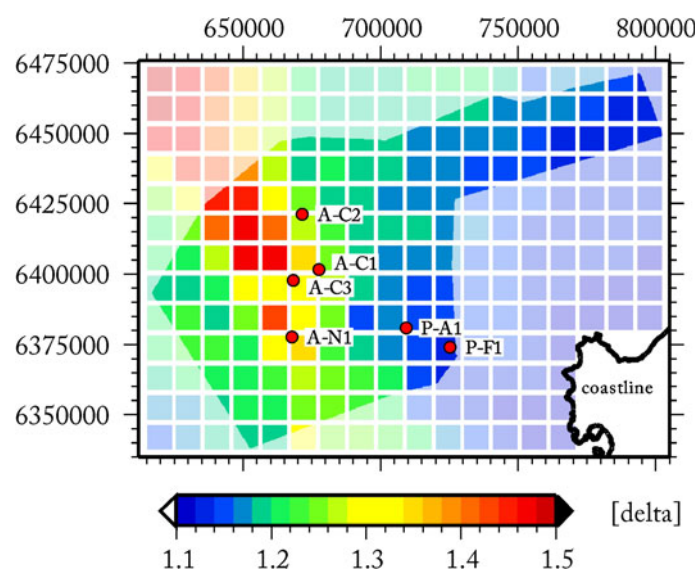 650000 700000 750000 800000
6475000
6450000
6425000
6400000
6375000
6350000
A-C2
A-C1
A-C3
A-N1
P-A1
P-F1
coastline
[delta]
1.1 1.2 1.3 1.4 1.5